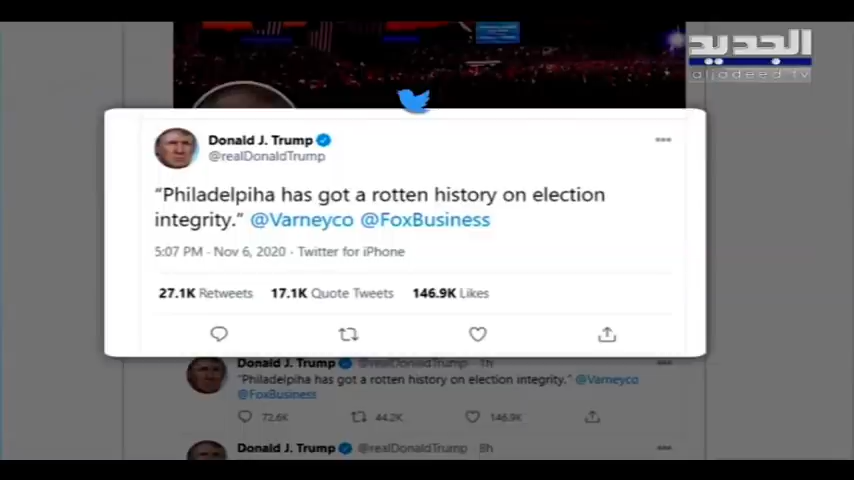 الجديد
aljadeed.tv
Donald J. Trump
@realDonaldTrump
“Philadelpiha has got a rotten history on election
integrity.” @Varneyco @FoxBusiness
5:07 PM · Nov 6, 2020 · Twitter for iPhone
27.1K Retweets 17.1K Quote Tweets 146.9K Likes
Donald J. Trump @realDonaldTrump · 1h
“Philadelpiha has got a rotten history on election integrity.” @Varneyco
@FoxBusiness
72.6K 44.2K 146.9K
Donald J. Trump @realDonaldTrump · 8h